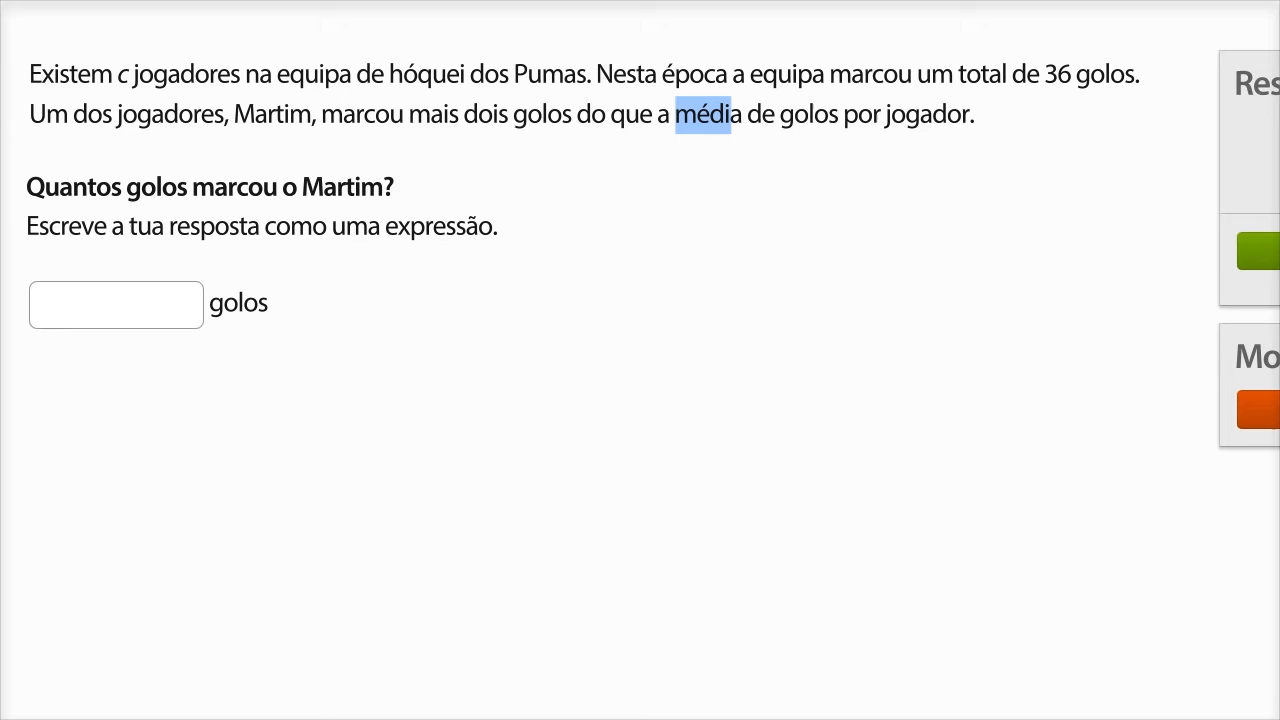 Existem c jogadores na equipa de hóquei dos Pumas. Nesta época a equipa marcou um total de 36 golos.
Um dos jogadores, Martim, marcou mais dois golos do que a média de golos por jogador.
Quantos golos marcou o Martim?
Escreve a tua resposta como uma expressão.
golos
Res
Mo